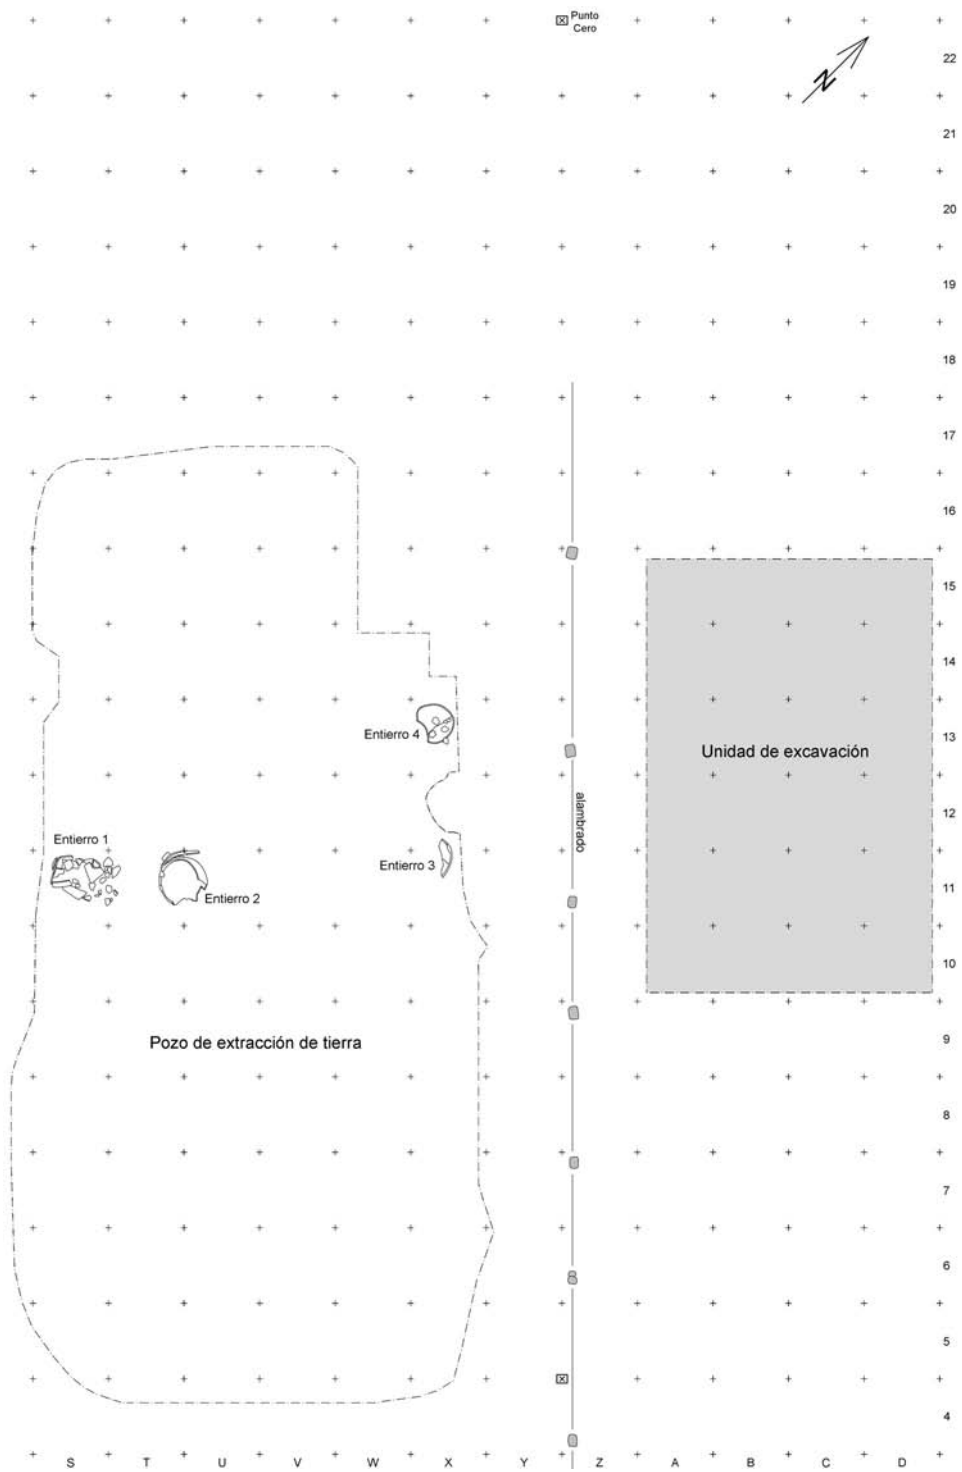 Punto
Cero
N
22
21
20
19
18
17
16
15
14
13
Entierro 4
Unidad de excavación
12
alambrado
Entierro 1
Entierro 3
11
Entierro 2
10
9
Pozo de extracción de tierra
8
7
6
5
4
S T U V W X Y Z A B C D